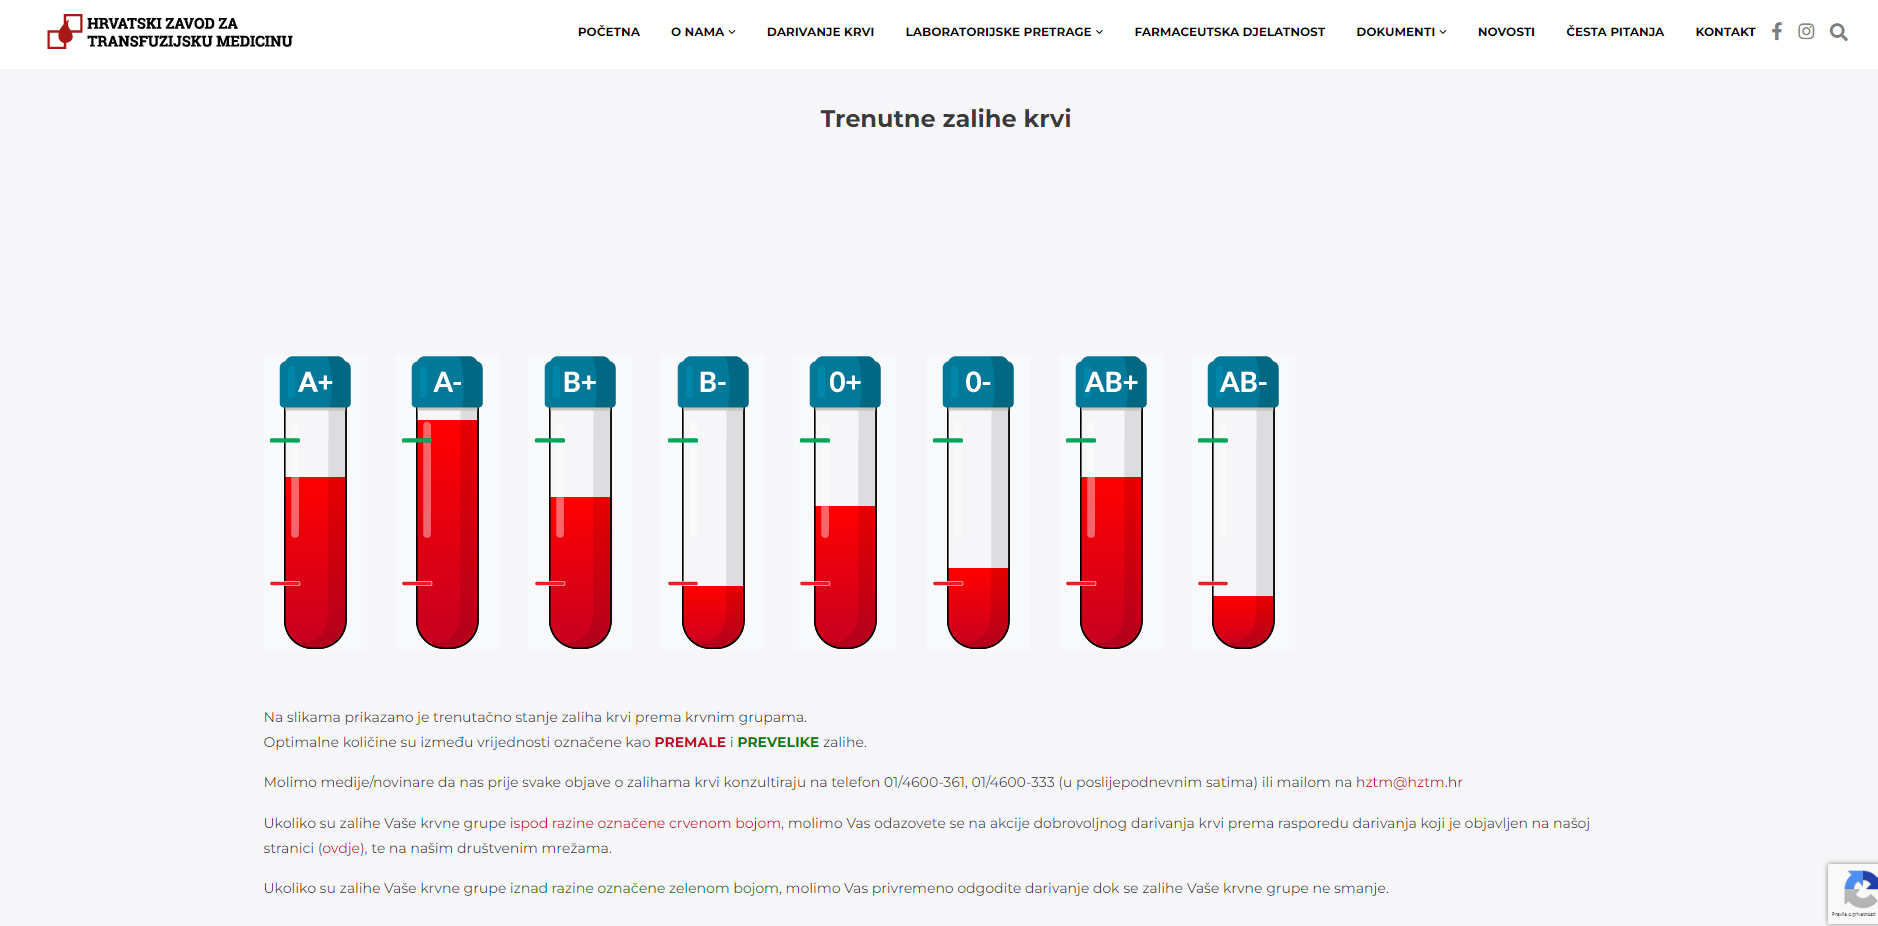 HRVATSKI ZAVOD ZA
TRANSFUZIJSKU MEDICINU
POČETNA O NAMA DARIVANJE KRVI LABORATORIJSKE PRETRAGE FARMACEUTSKA DJELATNOST DOKUMENTI NOVOSTI ČESTA PITANJA KONTAKT
Trenutne zalihe krvi
A+ A- B+ B- 0+ 0- AB+ AB-
Na slikama prikazano je trenutačno stanje zaliha krvi prema krvnim grupama.
Optimalne količine su između vrijednosti označene kao PREMALE i PREVELIKE zalihe.
Molimo medije/novinare da nas prije svake objave o zalihama krvi konzultiraju na telefon 01/4600-361, 01/4600-333 (u poslijepodnevnim satima) ili mailom na hztm@hztm.hr
Ukoliko su zalihe Vaše krvne grupe ispod razine označene crvenom bojom, molimo Vas odazovete se na akcije dobrovoljnog darivanja krvi prema rasporedu darivanja koji je objavljen na našoj
stranici (ovdje), te na našim društvenim mrežama.
Ukoliko su zalihe Vaše krvne grupe iznad razine označene zelenom bojom, molimo Vas privremeno odgodite darivanje dok se zalihe Vaše krvne grupe ne smanje.
Pravila o privatnosti